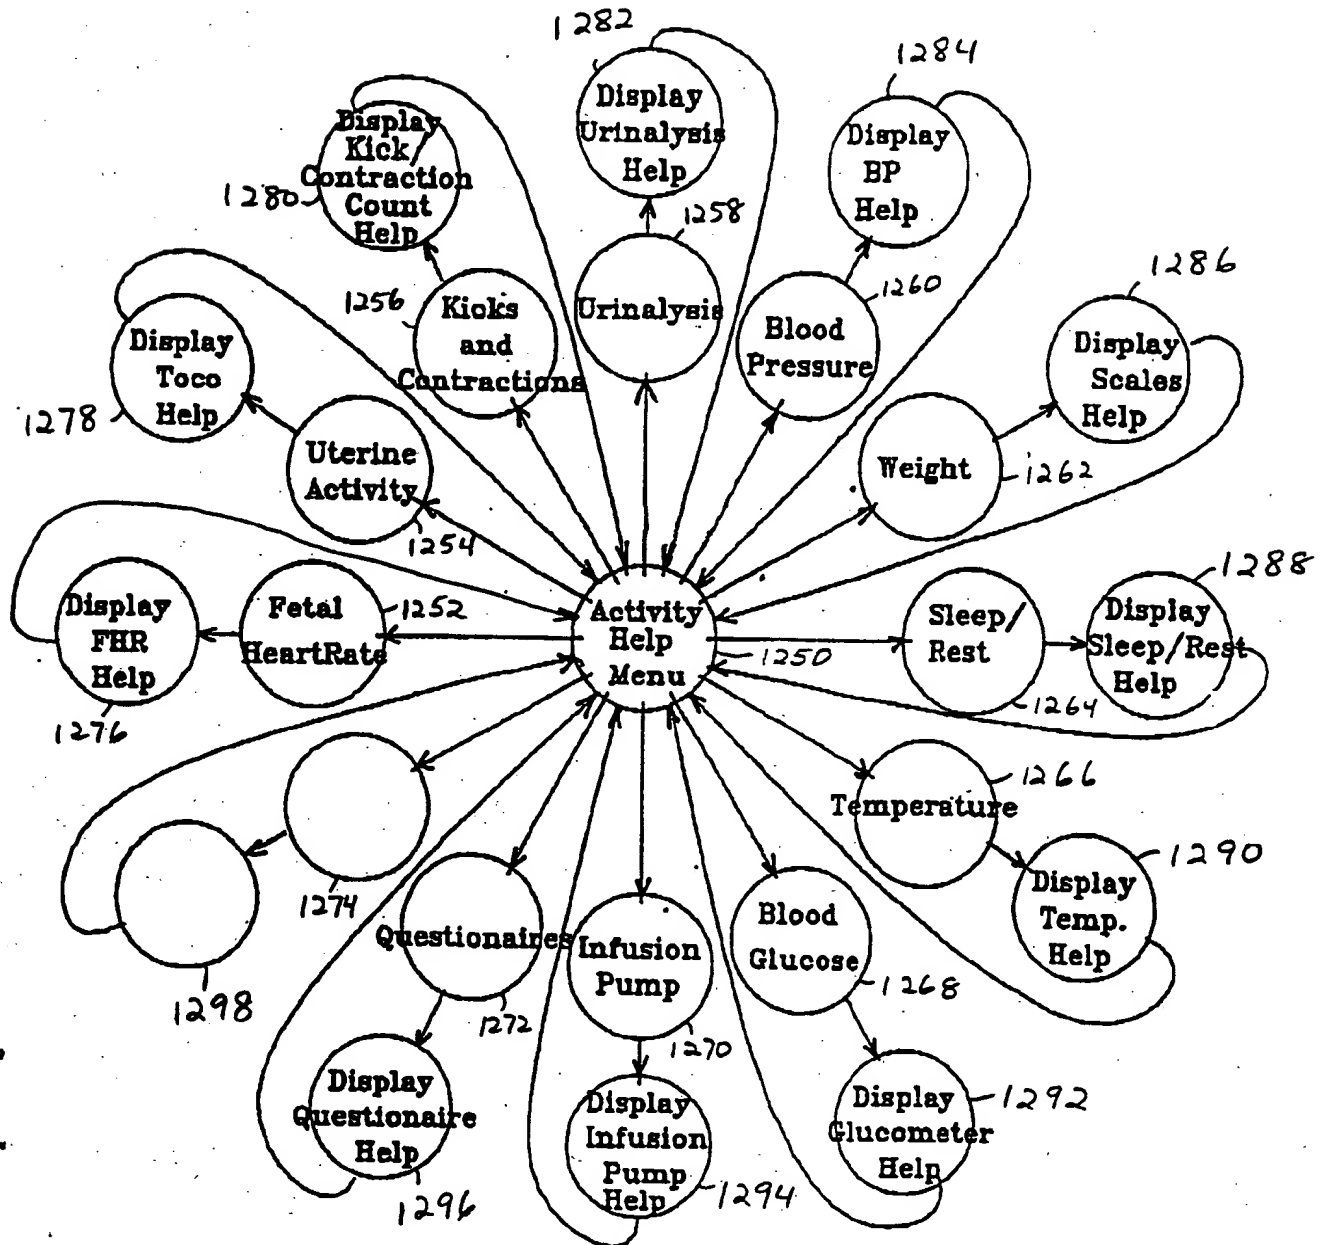 1282
Display
Urinalysis
Help
1284
Display
BP
Help
Display
Kick/
Contraction
Count
Help
1280
1258
Urinalysis
1260
Blood
Pressure
1286
Display
Scales
Help
1256
Kicks
and
Contractions
Display
Toco
Help
1278
Uterine
Activity
1254
Weight
1262
1288
Display
Sleep/Rest
Help
Sleep/
Rest
1264
Activity
Help
Menu
1250
Fetal
HeartRate
1252
Display
FHR
Help
1276
1266
Temperature
1290
Display
Temp.
Help
1274
1298
Questionaires
1272
Infusion
Pump
1270
Blood
Glucose
1268
Display
Questionaire
Help
1296
Display
Infusion
Pump
Help
1294
Display
Glucometer
Help
1292